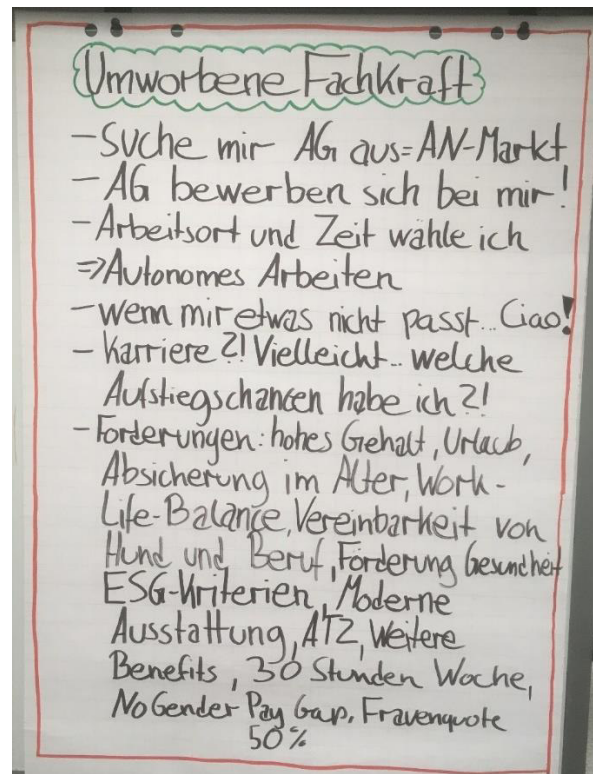 Umworbene Fachkraft
- Suche mir AG aus = AN-Markt
- AG bewerben sich bei mir!
- Arbeitsort und Zeit wähle ich
=> Autonomes Arbeiten
- wenn mir etwas nicht passt... Ciao!
- Karriere?! Vielleicht.. welche
Aufstiegschancen habe ich?!
- Forderungen: hohes Gehalt, Urlaub,
Absicherung im Alter, Work-
Life-Balance, Vereinbarkeit von
Hund und Beruf, Förderung Gesundheit
ESG-Kriterien, Moderne
Ausstattung, ATZ, Weitere
Benefits, 30 Stunden Woche,
No Gender Pay Gap, Frauenquote
50%